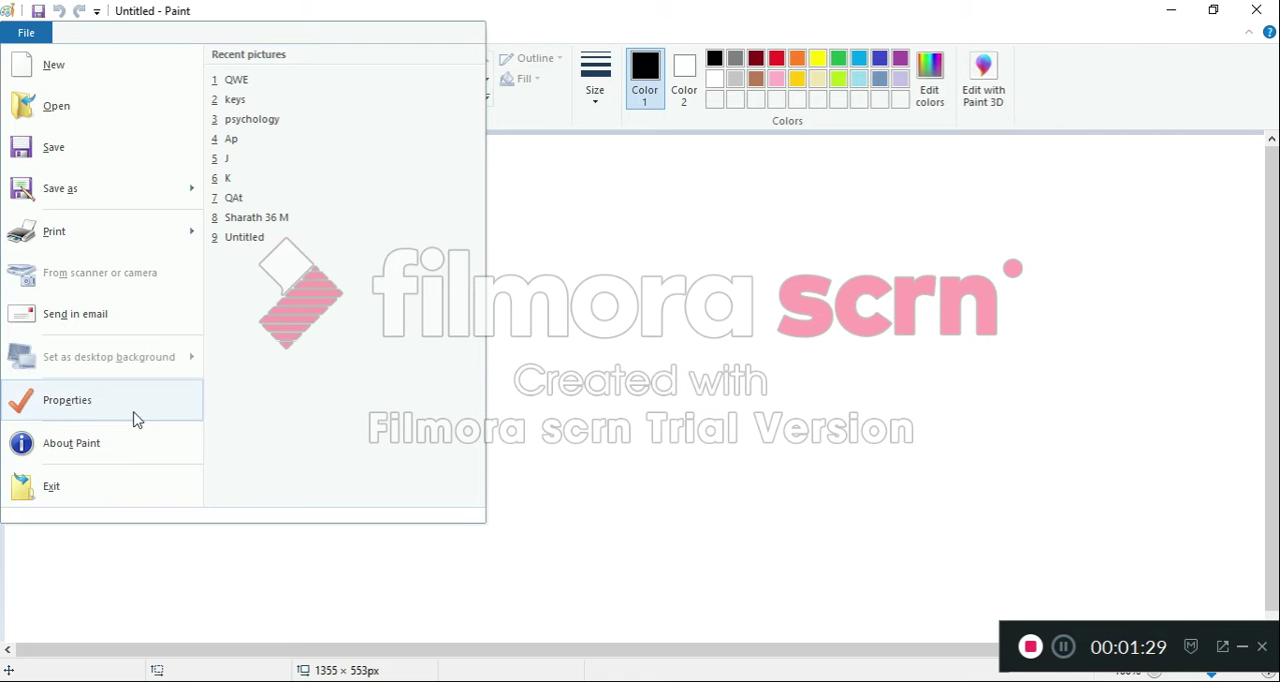 Untitled - Paint
File
New
Open
Save
Save as
Print
From scanner or camera
Send in email
Set as desktop background
Properties
About Paint
Exit
Recent pictures
1 QWE
2 keys
3 psychology
4 Ap
5 J
6 K
7 QAt
8 Sharath 36 M
9 Untitled
Outline
Fill
Size
Color 1
Color 2
Edit colors
Edit with Paint 3D
Colors
filmora scrn
Created with
Filmora scrn Trial Version
1355 × 553px
00:01:29